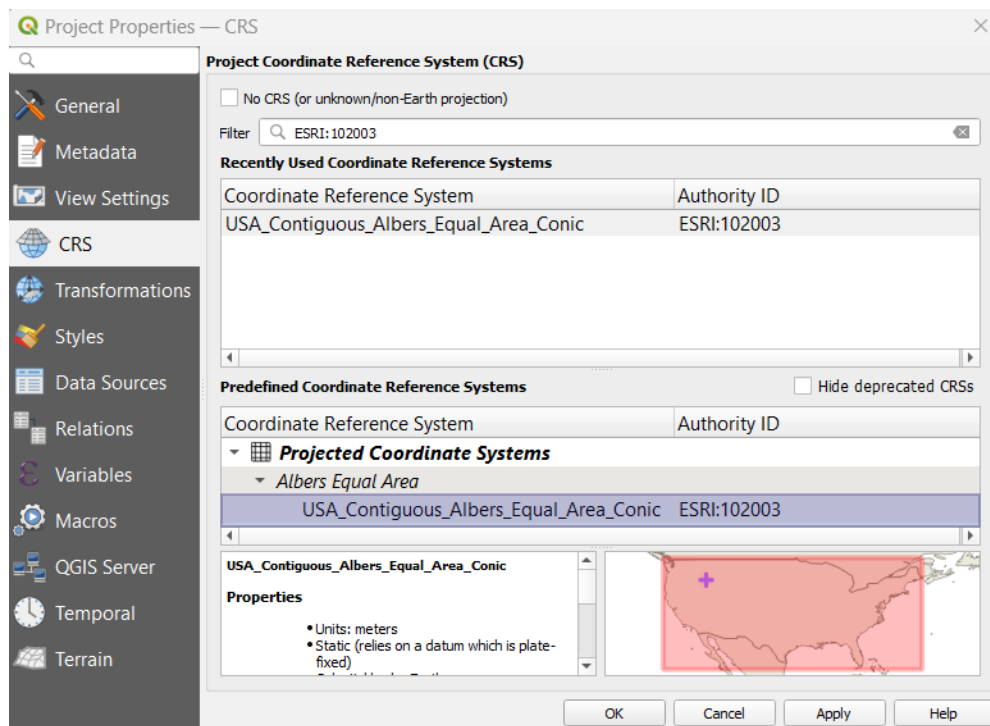 Project Properties — CRS
Project Coordinate Reference System (CRS)
General
Metadata
View Settings
CRS
Transformations
Styles
Data Sources
Relations
Variables
Macros
QGIS Server
Temporal
Terrain
No CRS (or unknown/non-Earth projection)
Filter ESRI:102003
Recently Used Coordinate Reference Systems
Coordinate Reference System Authority ID
USA_Contiguous_Albers_Equal_Area_Conic ESRI:102003
Predefined Coordinate Reference Systems Hide deprecated CRSs
Coordinate Reference System Authority ID
Projected Coordinate Systems
Albers Equal Area
USA_Contiguous_Albers_Equal_Area_Conic ESRI:102003
USA_Contiguous_Albers_Equal_Area_Conic
Properties
•Units: meters
•Static (relies on a datum which is plate-
fixed)
OK Cancel Apply Help